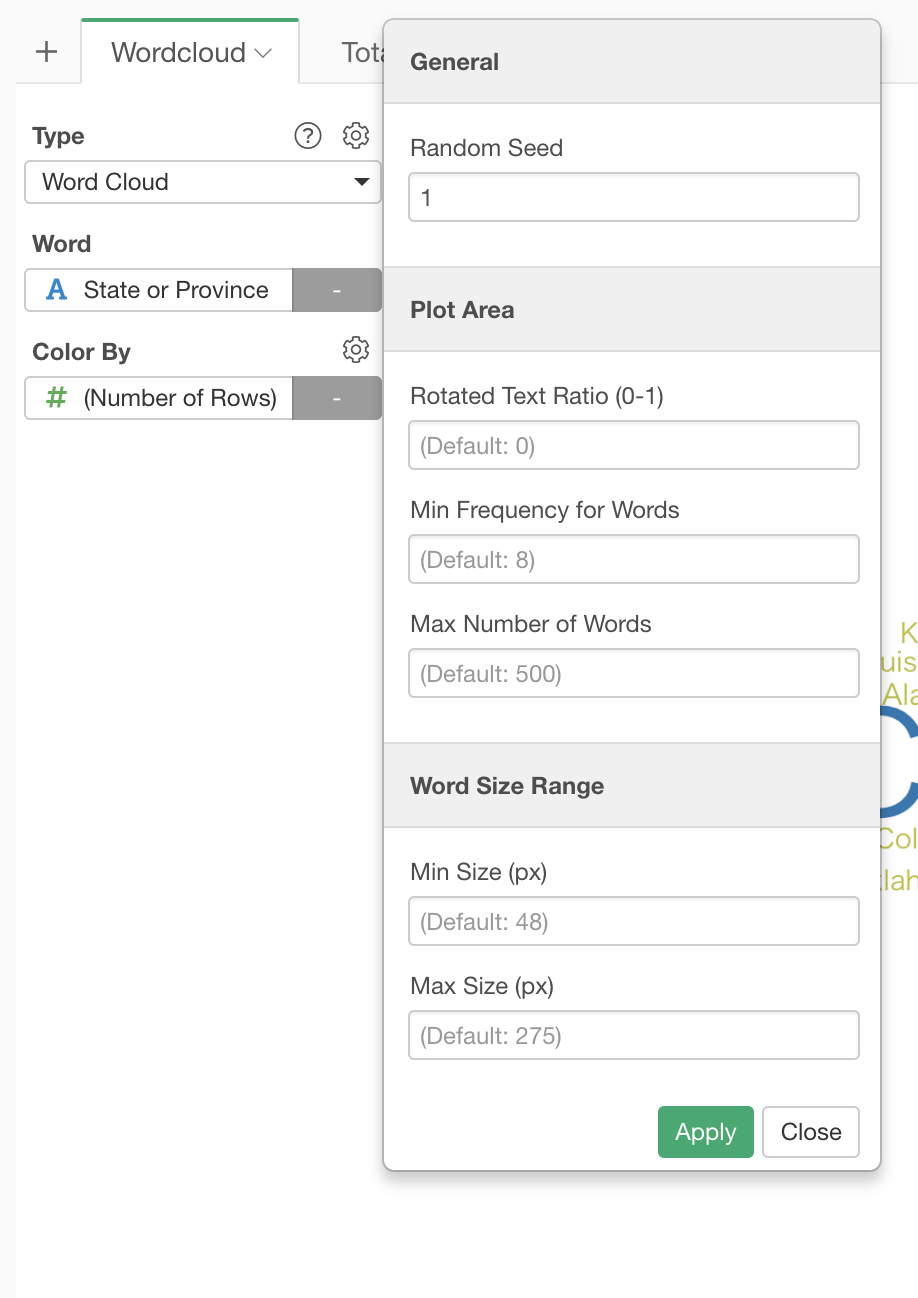 + Wordcloud
Type
?
Word Cloud
Word
A State or Province -
Color By
# (Number of Rows) -
General
Random Seed
1
Plot Area
Rotated Text Ratio (0-1)
(Default: 0)
Min Frequency for Words
(Default: 8)
Max Number of Words
(Default: 500)
Word Size Range
Min Size (px)
(Default: 48)
Max Size (px)
(Default: 275)
Apply Close
K
uis
Ala
C
Col
lah